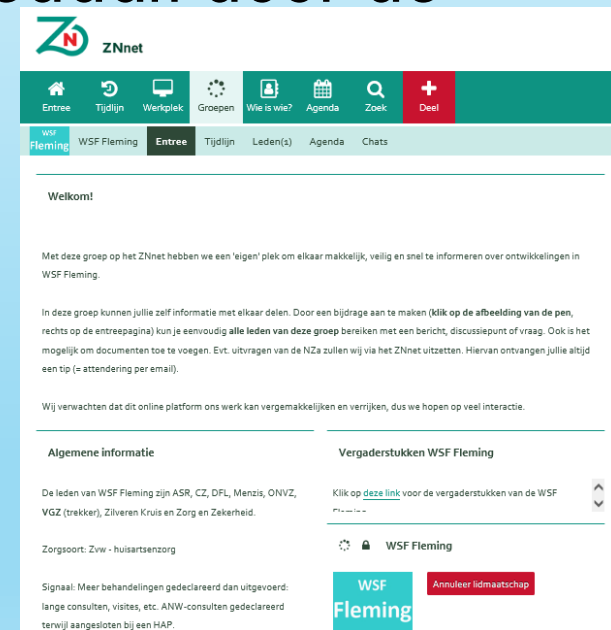 ZN ZNnet
Entree Tijdlijn Werkplek Groepen Wie is wie? Agenda Zoek Deel
WSF Fleming WSF Fleming Entree Tijdlijn Leden(1) Agenda Chats
Welkom!
Met deze groep op het ZNnet hebben we een 'eigen' plek om elkaar makkelijk, veilig en snel te informeren over ontwikkelingen in
WSF Fleming.
In deze groep kunnen jullie zelf informatie met elkaar delen. Door een bijdrage aan te maken (klik op de afbeelding van de pen,
rechts op de entreepagina) kun je eenvoudig alle leden van deze groep bereiken met een bericht, discussiepunt of vraag. Ook is het
mogelijk om documenten toe te voegen. Evt. uitvragen van de NZa zullen wij via het ZNnet uitzetten. Hiervan ontvangen jullie altijd
een tip (= attendering per email).
Wij verwachten dat dit online platform ons werk kan vergemakkelijken en verrijken, dus we hopen op veel interactie.
Algemene informatie
De leden van WSF Fleming zijn ASR, CZ, DFL, Menzis, ONVZ,
VGZ (trekker), Zilveren Kruis en Zorg en Zekerheid.
Zorgsoort: Zvw - huisartsenzorg
Signaal: Meer behandelingen gedeclareerd dan uitgevoerd:
lange consulten, visites, etc. ANW-consulten gedeclareerd
terwijl aangesloten bij een HAP.
Vergaderstukken WSF Fleming
Klik op deze link voor de vergaderstukken van de WSF
Fleming
WSF Fleming
WSF
Fleming
Annuleer lidmaatschap